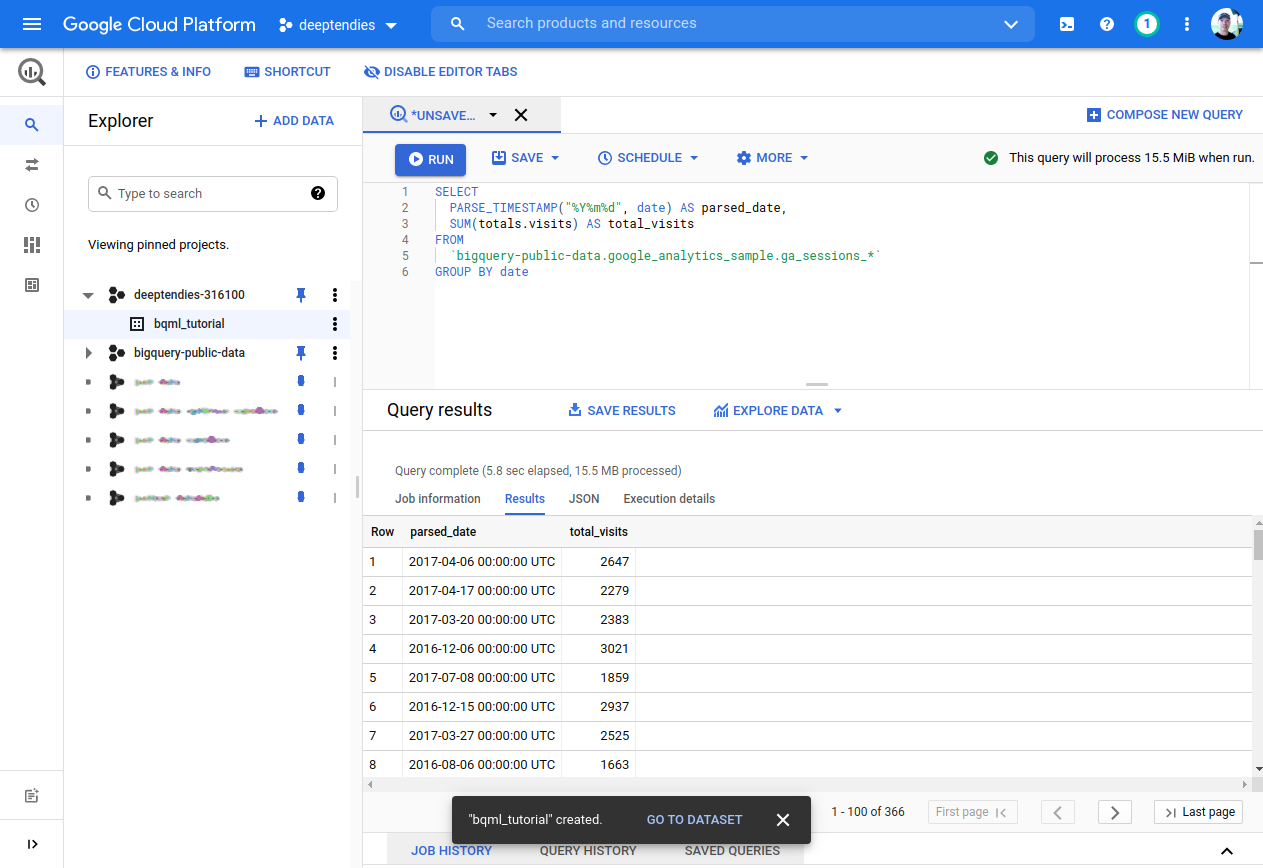 Google Cloud Platform
deeptendies
Search products and resources
1
FEATURES & INFO
SHORTCUT
DISABLE EDITOR TABS
Explorer
ADD DATA
Type to search
Viewing pinned projects.
deeptendies-316100
bqml_tutorial
bigquery-public-data
*UNSAVE...
COMPOSE NEW QUERY
RUN
SAVE
SCHEDULE
MORE
This query will process 15.5 MiB when run.
1 SELECT
2 PARSE_TIMESTAMP("%Y%m%d", date) AS parsed_date,
3 SUM(totals.visits) AS total_visits
4 FROM
5 `bigquery-public-data.google_analytics_sample.ga_sessions_*`
6 GROUP BY date
Query results
SAVE RESULTS
EXPLORE DATA
Query complete (5.8 sec elapsed, 15.5 MB processed)
Job information Results JSON Execution details
Row parsed_date total_visits
1 2017-04-06 00:00:00 UTC 2647
2 2017-04-17 00:00:00 UTC 2279
3 2017-03-20 00:00:00 UTC 2383
4 2016-12-06 00:00:00 UTC 3021
5 2017-07-08 00:00:00 UTC 1859
6 2016-12-15 00:00:00 UTC 2937
7 2017-03-27 00:00:00 UTC 2525
8 2016-08-06 00:00:00 UTC 1663
"bqml_tutorial" created. GO TO DATASET
1 - 100 of 366 First page Last page
JOB HISTORY QUERY HISTORY SAVED QUERIES